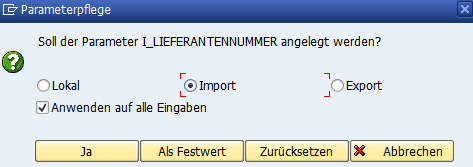 Parameterpflege
Soll der Parameter I_LIEFERANTENNUMMER angelegt werden?
Lokal Import Export
Anwenden auf alle Eingaben
Ja Als Festwert Zurücksetzen Abbrechen